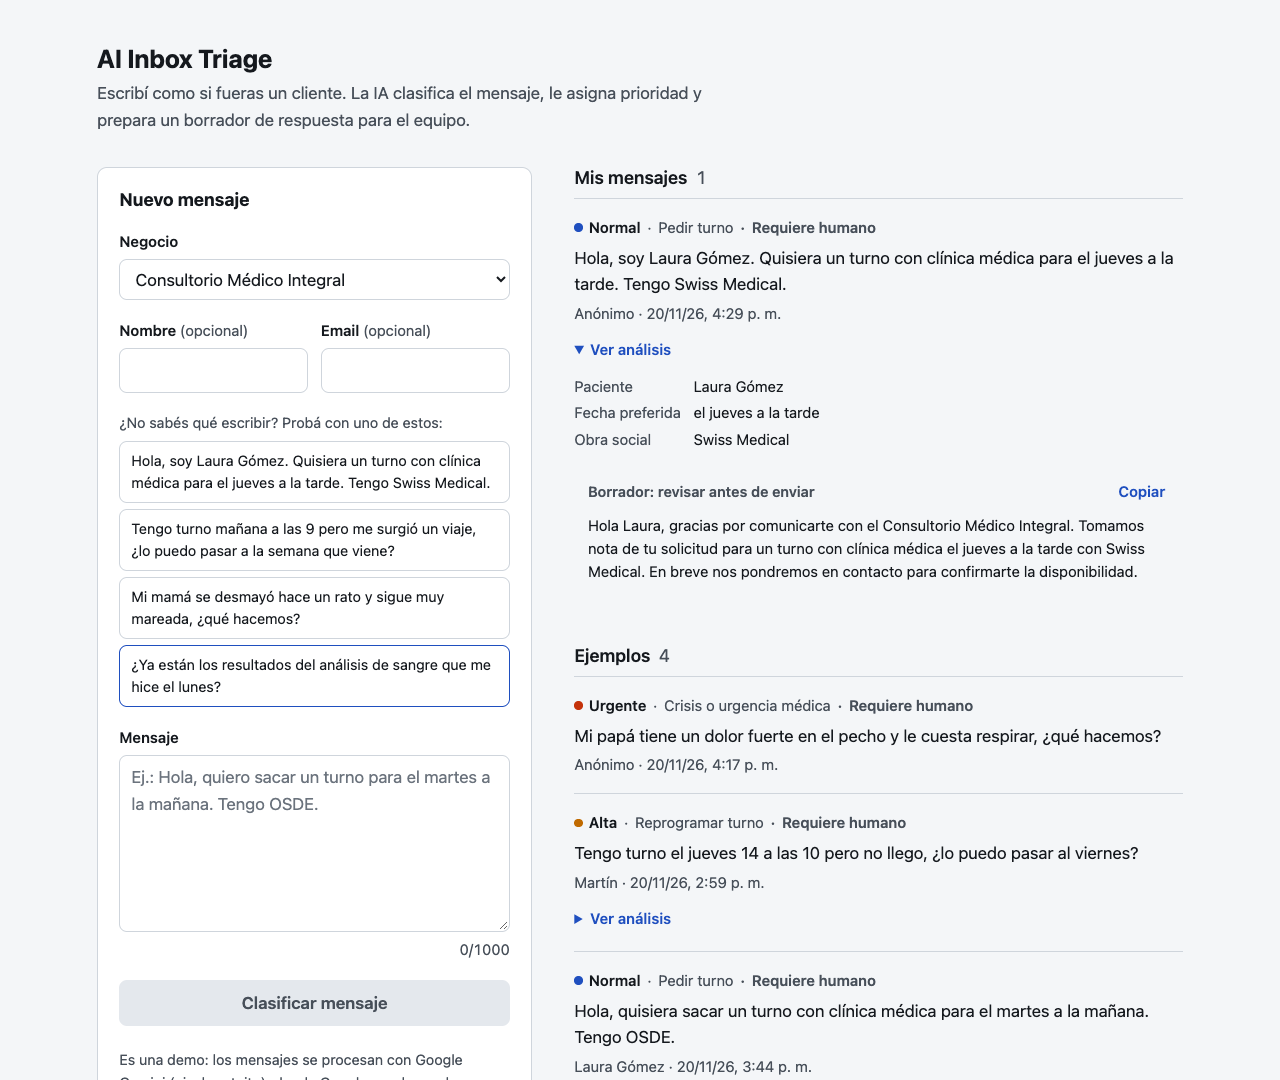 AI Inbox Triage
Escribí como si fueras un cliente. La IA clasifica el mensaje, le asigna prioridad y
prepara un borrador de respuesta para el equipo.
Nuevo mensaje
Negocio
Consultorio Médico Integral
Nombre (opcional)
Email (opcional)
¿No sabés qué escribir? Probá con uno de estos:
Hola, soy Laura Gómez. Quisiera un turno con clínica
médica para el jueves a la tarde. Tengo Swiss Medical.
Tengo turno mañana a las 9 pero me surgió un viaje,
¿lo puedo pasar a la semana que viene?
Mi mamá se desmayó hace un rato y sigue muy
mareada, ¿qué hacemos?
¿Ya están los resultados del análisis de sangre que me
hice el lunes?
Mensaje
Ej.: Hola, quiero sacar un turno para el martes a
la mañana. Tengo OSDE.
0/1000
Clasificar mensaje
Es una demo: los mensajes se procesan con Google
Mis mensajes 1
Normal · Pedir turno · Requiere humano
Hola, soy Laura Gómez. Quisiera un turno con clínica médica para el jueves a la
tarde. Tengo Swiss Medical.
Anónimo · 20/11/26, 4:29 p. m.
Ver análisis
Paciente Laura Gómez
Fecha preferida el jueves a la tarde
Obra social Swiss Medical
Borrador: revisar antes de enviar
Copiar
Hola Laura, gracias por comunicarte con el Consultorio Médico Integral. Tomamos
nota de tu solicitud para un turno con clínica médica el jueves a la tarde con Swiss
Medical. En breve nos pondremos en contacto para confirmarte la disponibilidad.
Ejemplos 4
Urgente · Crisis o urgencia médica · Requiere humano
Mi papá tiene un dolor fuerte en el pecho y le cuesta respirar, ¿qué hacemos?
Anónimo · 20/11/26, 4:17 p. m.
Alta · Reprogramar turno · Requiere humano
Tengo turno el jueves 14 a las 10 pero no llego, ¿lo puedo pasar al viernes?
Martín · 20/11/26, 2:59 p. m.
Ver análisis
Normal · Pedir turno · Requiere humano
Hola, quisiera sacar un turno con clínica médica para el martes a la mañana.
Tengo OSDE.
Laura Gómez · 20/11/26, 3:44 p. m.